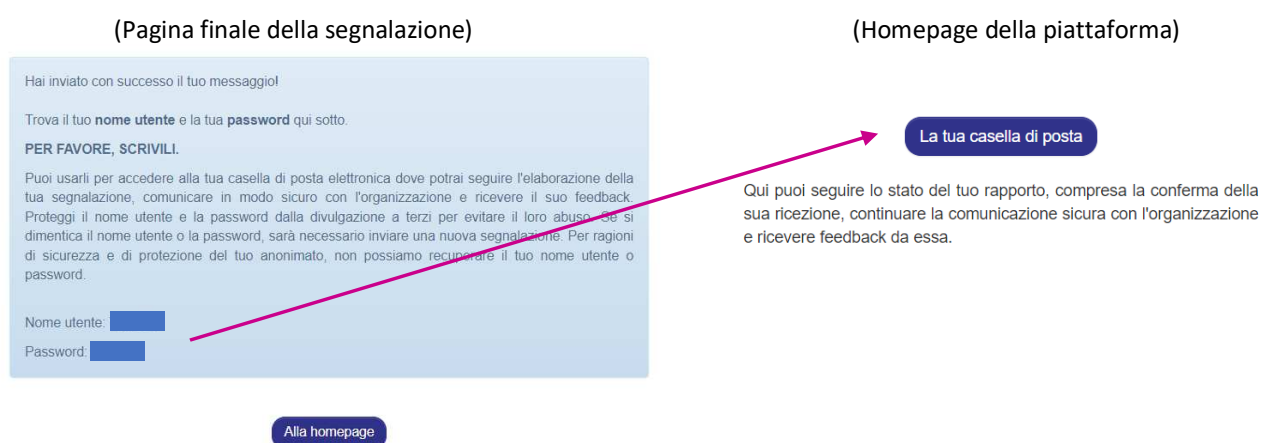 (Pagina finale della segnalazione)
Hai inviato con successo il tuo messaggio!
Trova il tuo nome utente e la tua password qui sotto.
PER FAVORE, SCRIVILI.
Puoi usarli per accedere alla tua casella di posta elettronica dove potrai seguire l'elaborazione della
tua segnalazione, comunicare in modo sicuro con l'organizzazione e ricevere il suo feedback.
Proteggi il nome utente e la password dalla divulgazione a terzi per evitare il loro abuso. Se si
dimentica il nome utente o la password, sarà necessario inviare una nuova segnalazione. Per ragioni
di sicurezza e di protezione del tuo anonimato, non possiamo recuperare il tuo nome utente o
password.
Nome utente:
Password:
Alla homepage
(Homepage della piattaforma)
La tua casella di posta
Qui puoi seguire lo stato del tuo rapporto, compresa la conferma della
sua ricezione, continuare la comunicazione sicura con l'organizzazione
e ricevere feedback da essa.